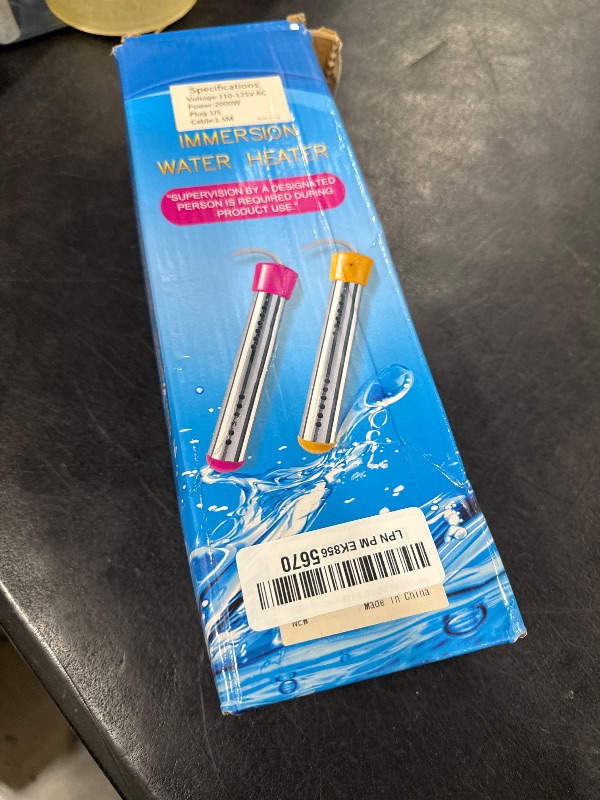 Specifications:
Voltage:110-125V AC
Power:2000W
Plug:US
Cable:1.5M
IMMERSION
WATER HEATER
"SUPERVISION BY A DESIGNATED
PERSON IS REQUIRED DURING
PRODUCT USE."
LPN PM EK856 5670
Made in China
NEW